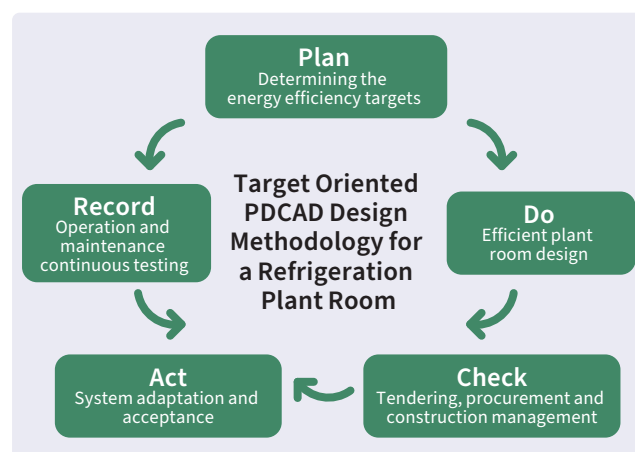 Plan
Determining the
energy efficiency targets
Target Oriented
PDCAD Design
Methodology for
a Refrigeration
Plant Room
Record
Operation and
maintenance
continuous testing
Do
Efficient plant
room design
Act
System adaptation and
acceptance
Check
Tendering, procurement and
construction management